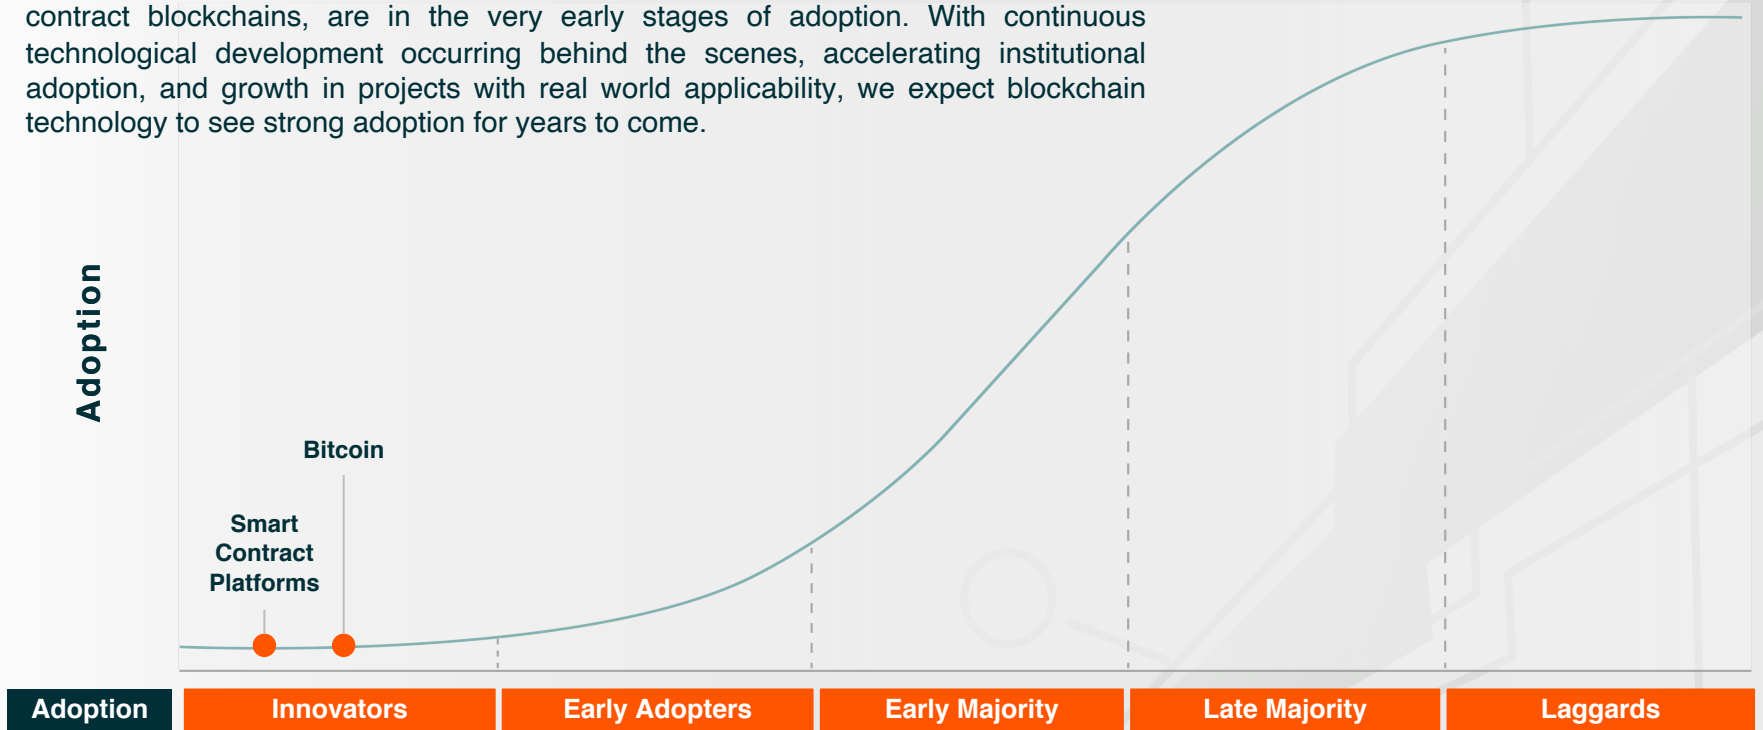 contract blockchains, are in the very early stages of adoption. With continuous
technological development occurring behind the scenes, accelerating institutional
adoption, and growth in projects with real world applicability, we expect blockchain
technology to see strong adoption for years to come.
Adoption
Bitcoin
Smart
Contract
Platforms
Adoption Innovators Early Adopters Early Majority Late Majority Laggards